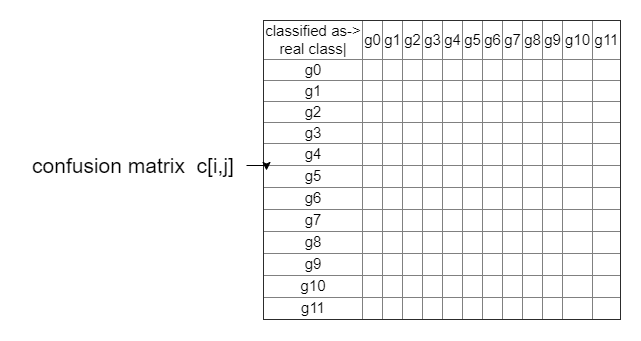 classified as->
real class|
g0 g1 g2 g3 g4 g5 g6 g7 g8 g9 g10 g11
g0
g1
g2
g3
g4
confusion matrix c[i,j]
g5
g6
g7
g8
g9
g10
g11